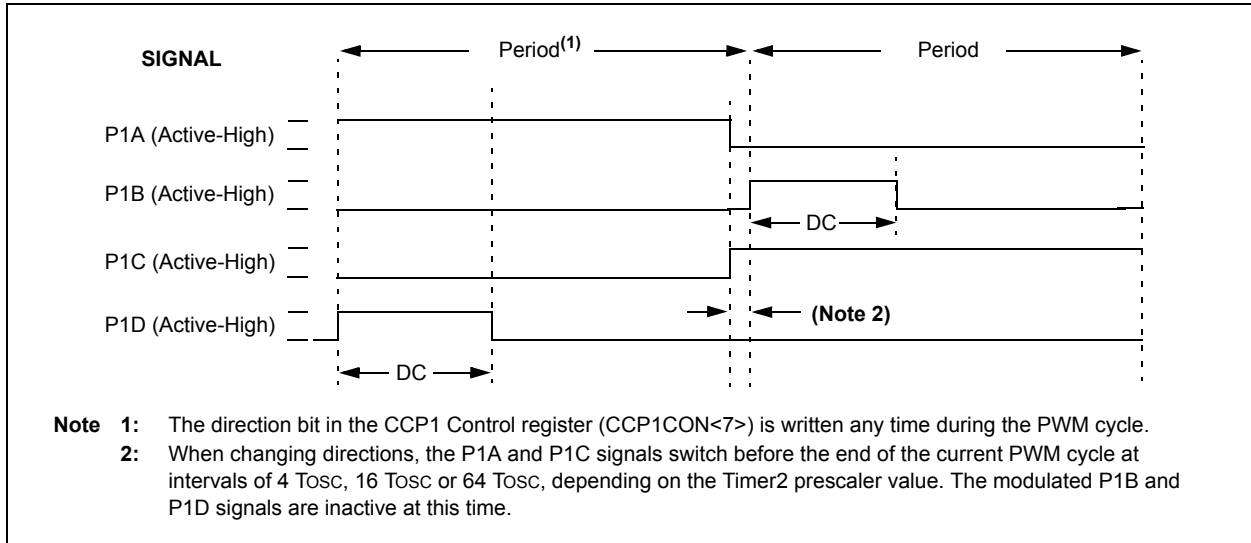 SIGNAL
Period(1)
Period
P1A (Active-High)
P1B (Active-High)
DC
P1C (Active-High)
P1D (Active-High)
(Note 2)
DC
Note 1: The direction bit in the CCP1 Control register (CCP1CON<7>) is written any time during the PWM cycle.
2: When changing directions, the P1A and P1C signals switch before the end of the current PWM cycle at
intervals of 4 TOSC, 16 TOSC or 64 TOSC, depending on the Timer2 prescaler value. The modulated P1B and
P1D signals are inactive at this time.